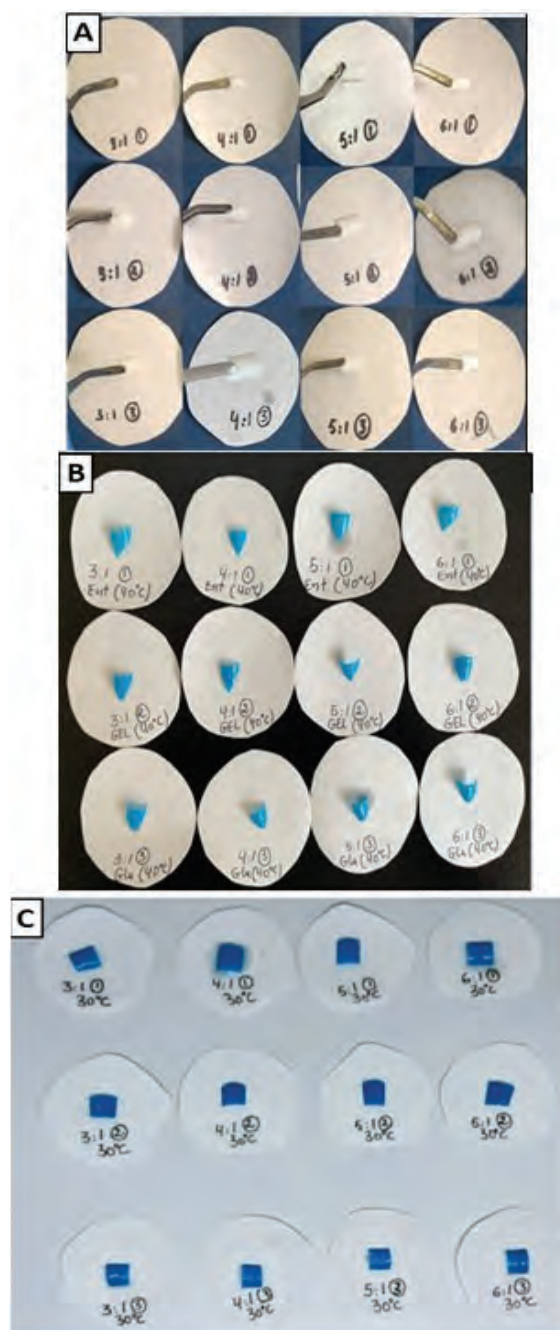 A
3:1 ①
4:1 ①
5:1 ①
6:1 ①
3:1 ②
4:1 ②
5:1 ②
6:1 ②
3:1 ③
4:1 ③
5:1 ③
6:1 ③
B
3:1 ①
Ent (40°C)
4:1 ①
Ent (40°C)
5:1 ①
Ent (40°C)
6:1 ①
Ent (40°C)
3:1 ②
GEL (40°C)
4:1 ②
GEL (40°C)
5:1 ②
GEL (40°C)
6:1 ②
GEL (40°C)
3:1 ③
(40°C)
4:1 ③
(40°C)
5:1 ③
(40°C)
6:1 ③
(40°C)
C
3:1 ①
30°C
4:1 ①
30°C
5:1 ①
30°C
6:1 ①
30°C
3:1 ②
30°C
4:1 ②
30°C
5:1 ②
30°C
6:1 ②
30°C
3:1 ③
30°C
4:1 ③
30°C
5:1 ③
30°C
6:1 ③
30°C